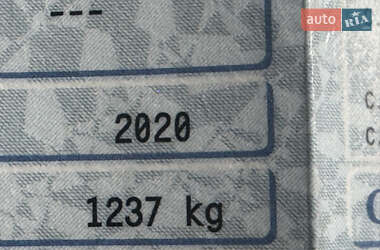 ---
auto RIA
2020
C.
C.
1237 kg